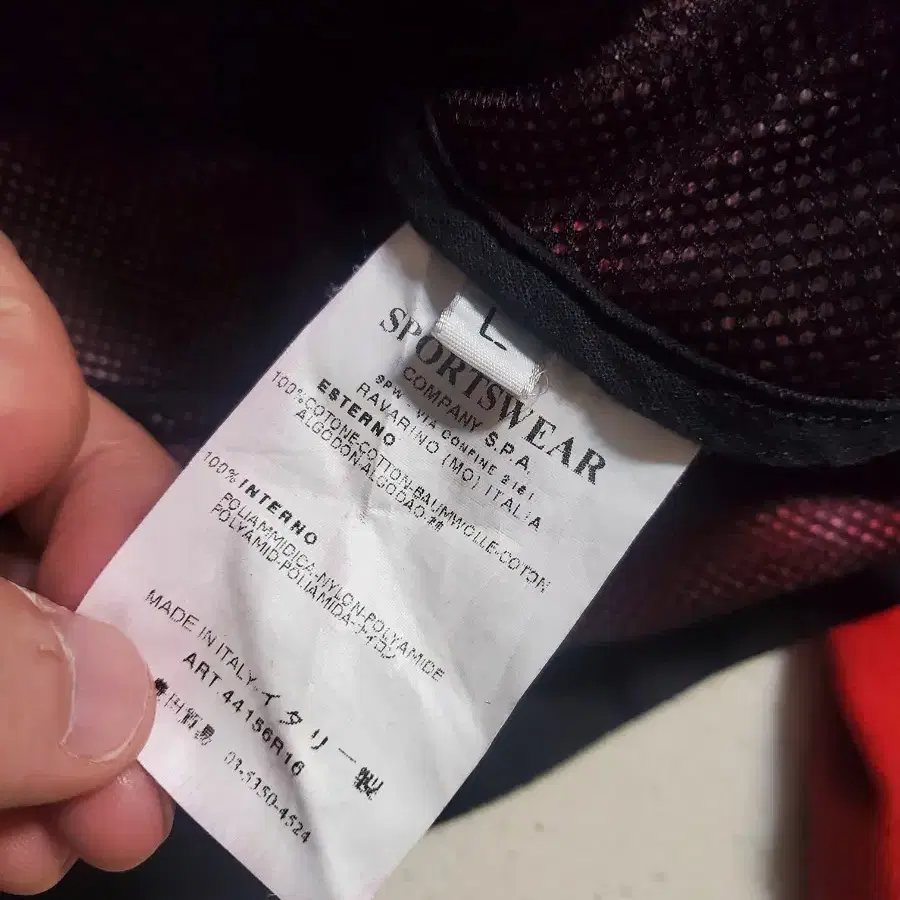 L
SPORTSWEAR
COMPANY S.P.A.
SPW - VIA CONFINE 2161
RAVARINO (MO) ITALIA
ESTERNO
100%COTONE-COTTON-BAUMWOLLE-COTON
ALGODON-ALGODAO-綿
INTERNO
100%
POLIAMMIDICA-NYLON-POLYAMIDE
POLYAMID-POLIAMIDA-ナイロン
MADE IN ITALY-イタリー製
ART.44156R16
03-5350-4524